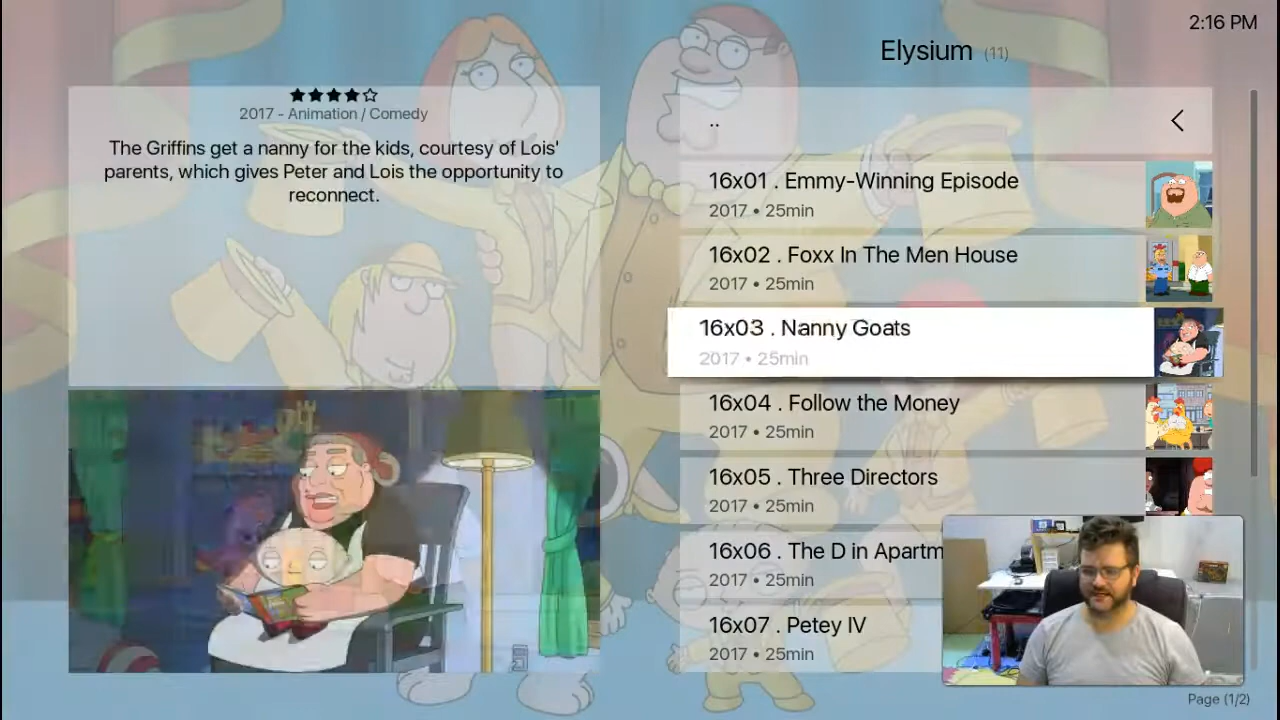 2:16 PM
Elysium (11)
★★★★☆
2017 - Animation / Comedy
The Griffins get a nanny for the kids, courtesy of Lois'
parents, which gives Peter and Lois the opportunity to
reconnect.
..
16x01 . Emmy-Winning Episode
2017 • 25min
16x02 . Foxx In The Men House
2017 • 25min
16x03 . Nanny Goats
2017 • 25min
16x04 . Follow the Money
2017 • 25min
16x05 . Three Directors
2017 • 25min
16x06 . The D in Apartm
2017 • 25min
16x07 . Petey IV
2017 • 25min
Page (1/2)